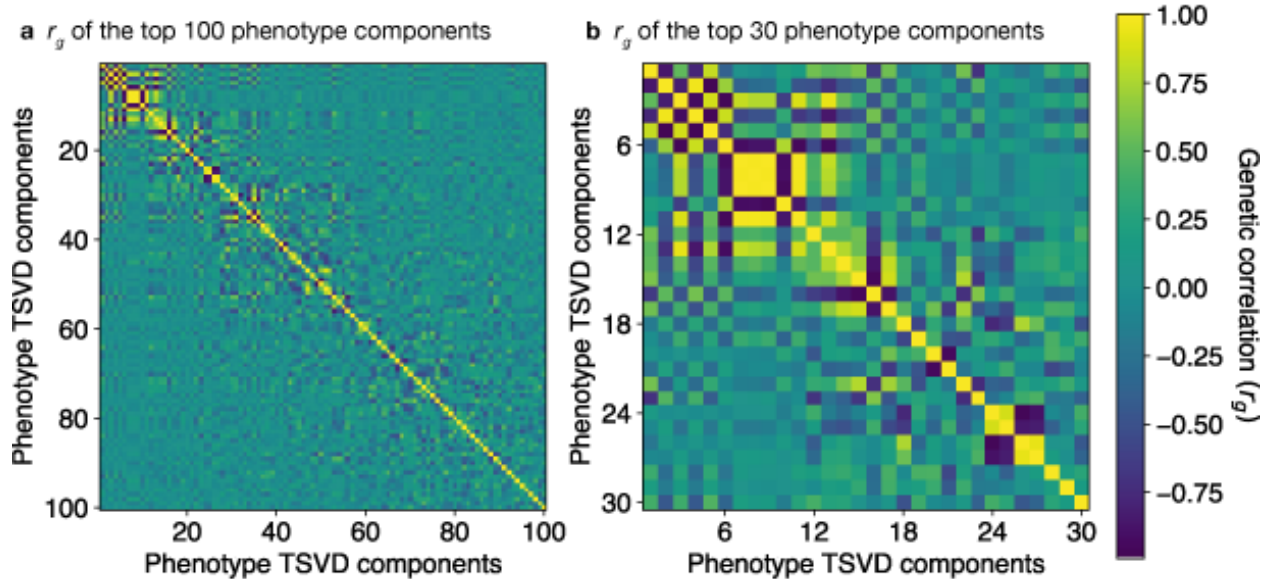 a r_g of the top 100 phenotype components
b r_g of the top 30 phenotype components
Phenotype TSVD components
20
40
60
80
100
20 40 60 80 100
Phenotype TSVD components
Phenotype TSVD components
6
12
18
24
30
6 12 18 24 30
Phenotype TSVD components
1.00
0.75
0.50
0.25
0.00
−0.25
−0.50
−0.75
Genetic correlation (r_g)